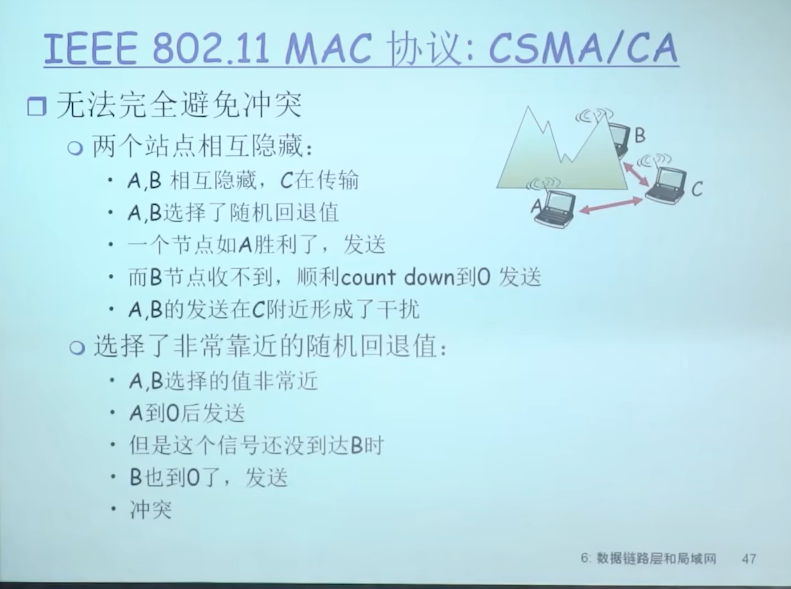 IEEE 802.11 MAC 协议: CSMA/CA
无法完全避免冲突
两个站点相互隐藏：
A,B 相互隐藏，C在传输
A,B选择了随机回退值
一个节点如A胜利了，发送
而B节点收不到，顺利count down到0 发送
A,B的发送在C附近形成了干扰
选择了非常靠近的随机回退值：
A,B选择的值非常近
A到0后发送
但是这个信号还没到达B时
B也到0了，发送
冲突
B
C
A
6: 数据链路层和局域网 47